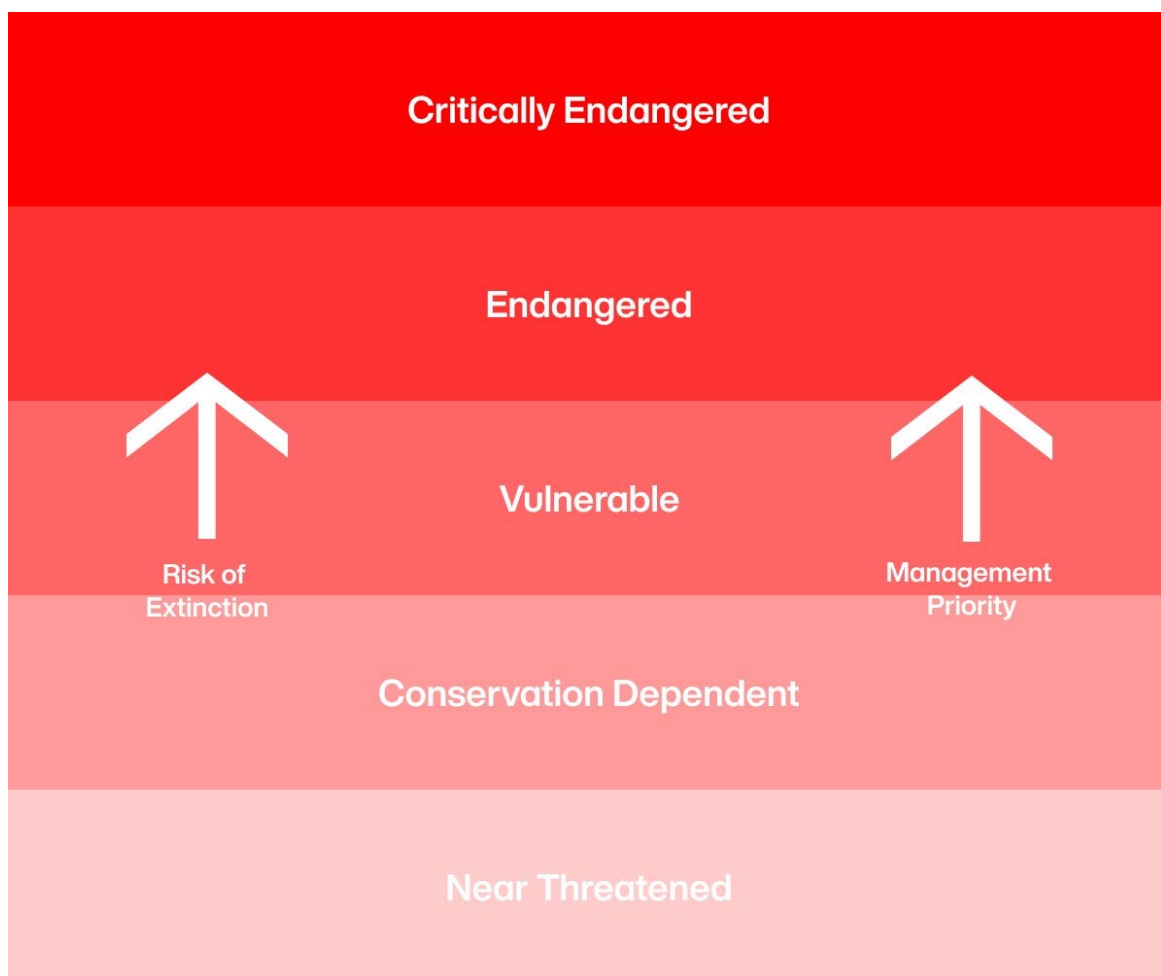 Critically Endangered
Endangered
Vulnerable
Risk of
Extinction
Management
Priority
Conservation Dependent
Near Threatened